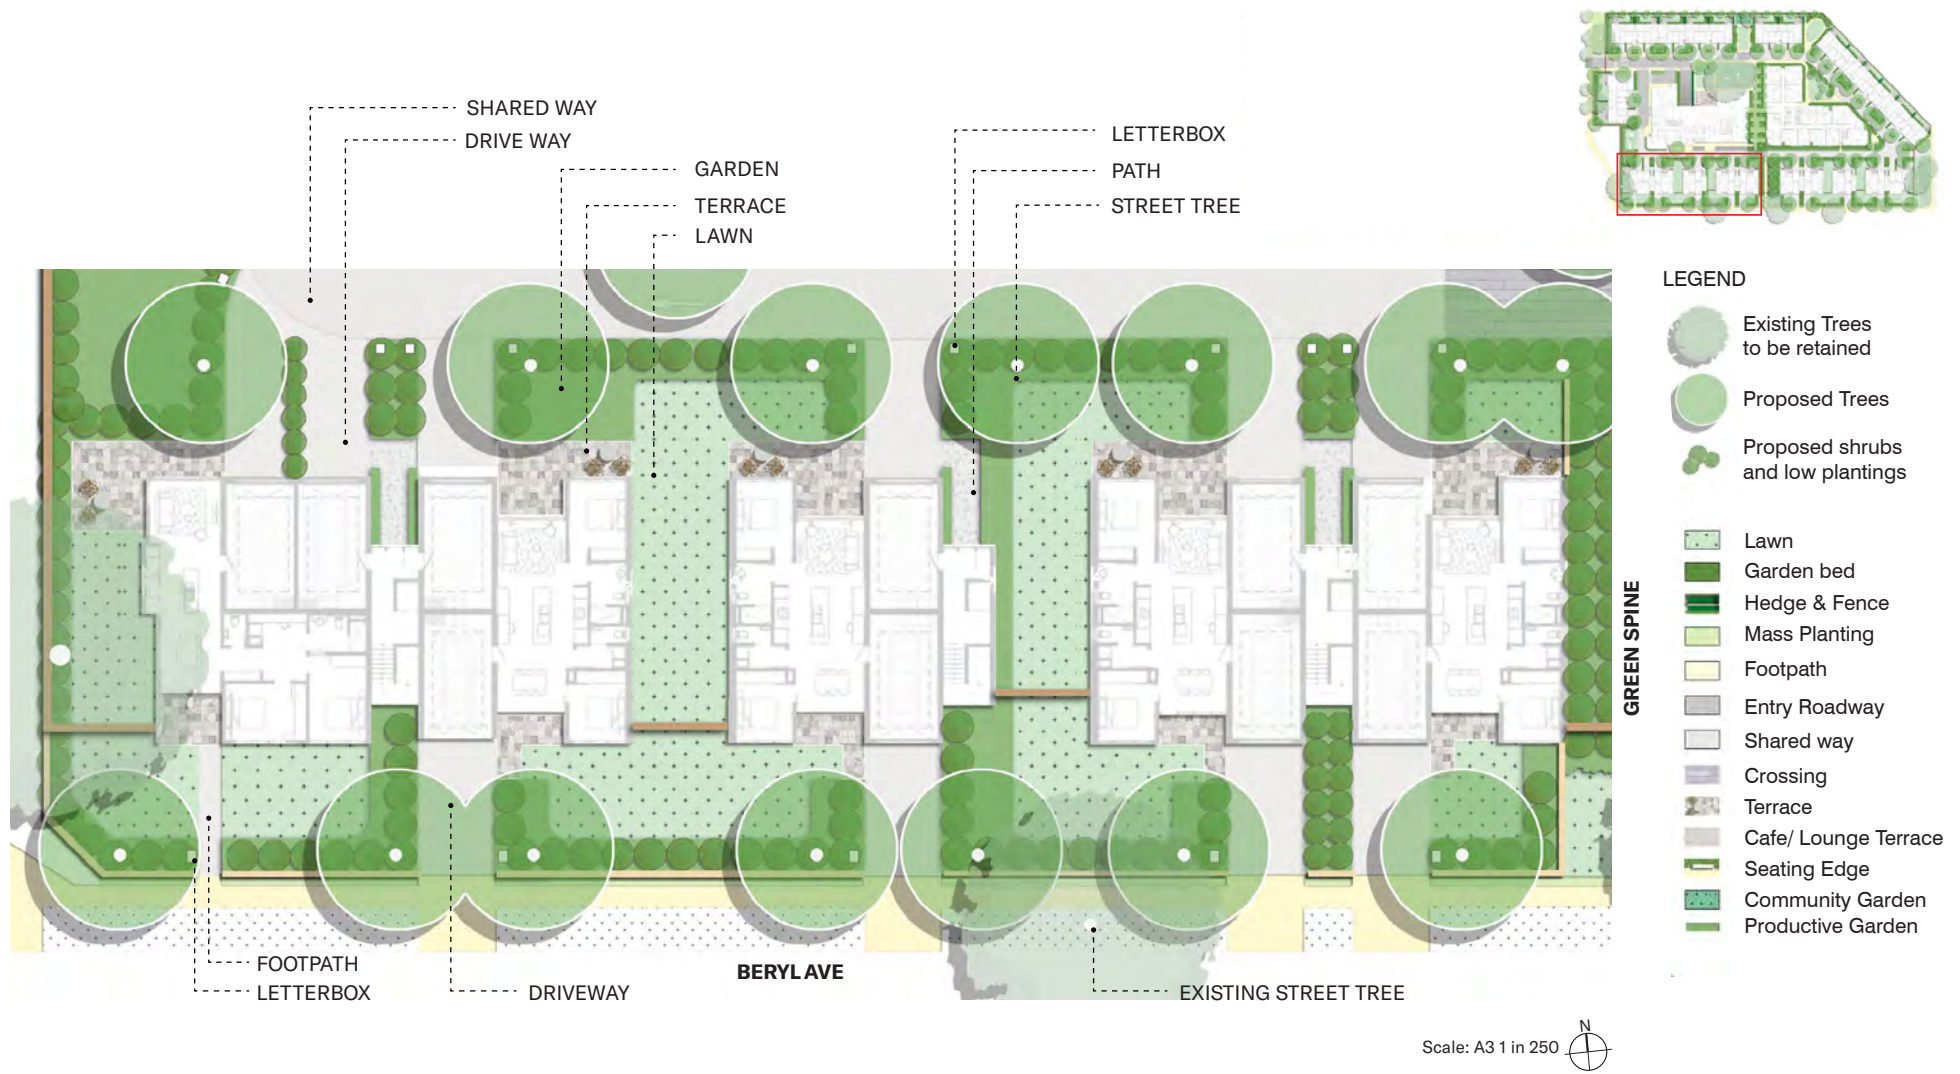 SHARED WAY
DRIVE WAY
GARDEN
TERRACE
LAWN
LETTERBOX
PATH
STREET TREE
LEGEND
Existing Trees
to be retained
Proposed Trees
Proposed shrubs
and low plantings
Lawn
Garden bed
Hedge & Fence
Mass Planting
Footpath
Entry Roadway
Shared way
Crossing
Terrace
Cafe/ Lounge Terrace
Seating Edge
Community Garden
Productive Garden
GREEN SPINE
FOOTPATH
LETTERBOX
DRIVEWAY
BERYL AVE
EXISTING STREET TREE
Scale: A3 1 in 250
N